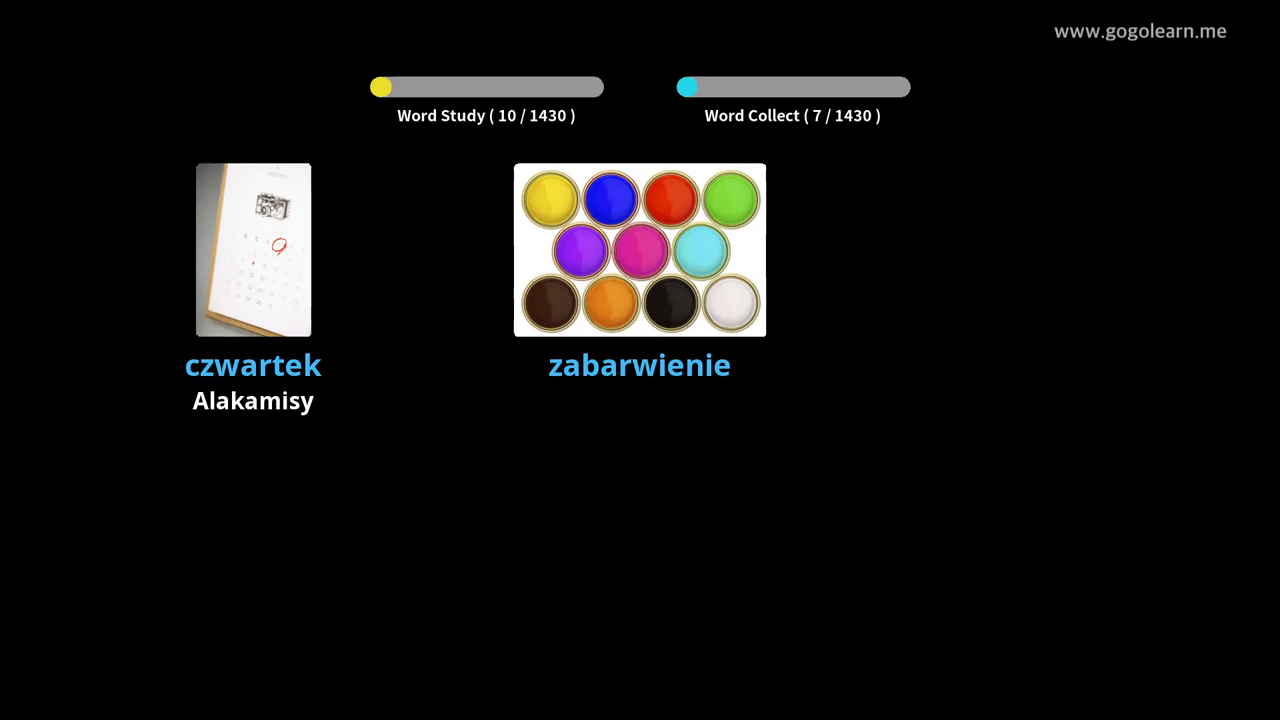 www.gogolearn.me
Word Study ( 10 / 1430 )
Word Collect ( 7 / 1430 )
czwartek
zabarwienie
Alakamisy